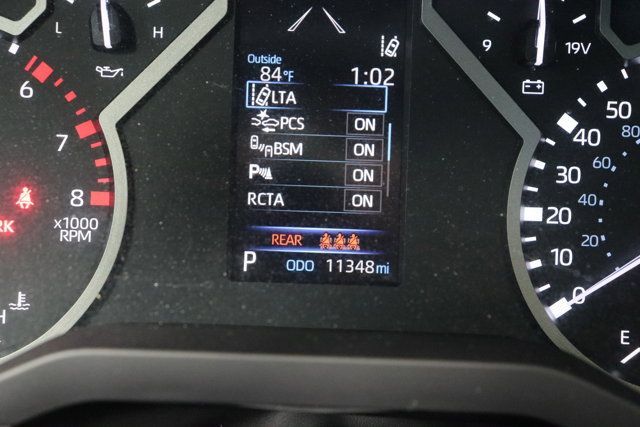 L H
9 19V
Outside
84°F 1:02
LTA
PCS ON
BSM ON
P ON
RCTA ON
REAR
P ODO 11348mi
6
7
8
x1000
RPM
RK
H
50
80
40
60
30
40
20
20
10
0
E